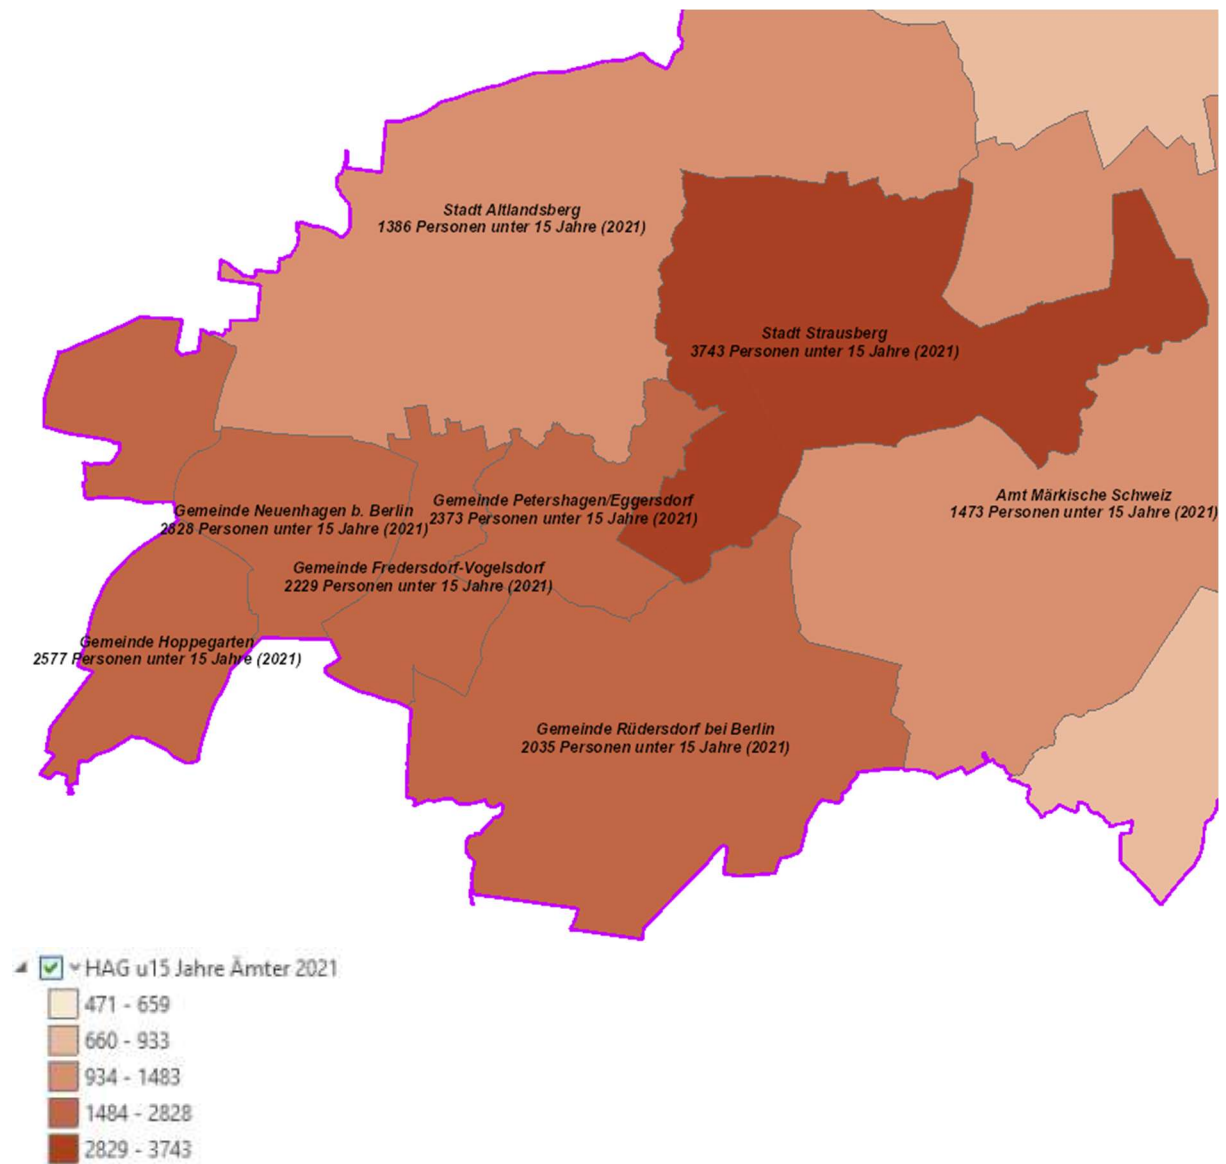 Stadt Altlandsberg
1386 Personen unter 15 Jahre (2021)
Stadt Strausberg
3743 Personen unter 15 Jahre (2021)
Amt Märkische Schweiz
1473 Personen unter 15 Jahre (2021)
Gemeinde Petershagen/Eggersdorf
2373 Personen unter 15 Jahre (2021)
Gemeinde Neuenhagen b. Berlin
2828 Personen unter 15 Jahre (2021)
Gemeinde Fredersdorf-Vogelsdorf
2229 Personen unter 15 Jahre (2021)
Gemeinde Hoppegarten
2577 Personen unter 15 Jahre (2021)
Gemeinde Rüdersdorf bei Berlin
2035 Personen unter 15 Jahre (2021)
HAG u15 Jahre Ämter 2021
471 - 659
660 - 933
934 - 1483
1484 - 2828
2829 - 3743